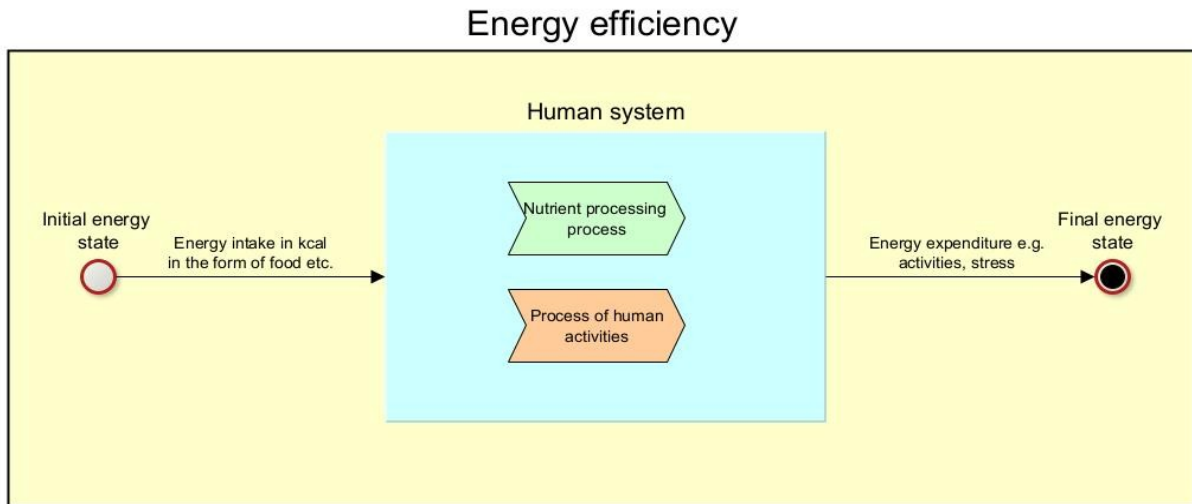 Energy efficiency
Human system
Initial energy
state
Energy intake in kcal
in the form of food etc.
Nutrient processing
process
Process of human
activities
Energy expenditure e.g.
activities, stress
Final energy
state